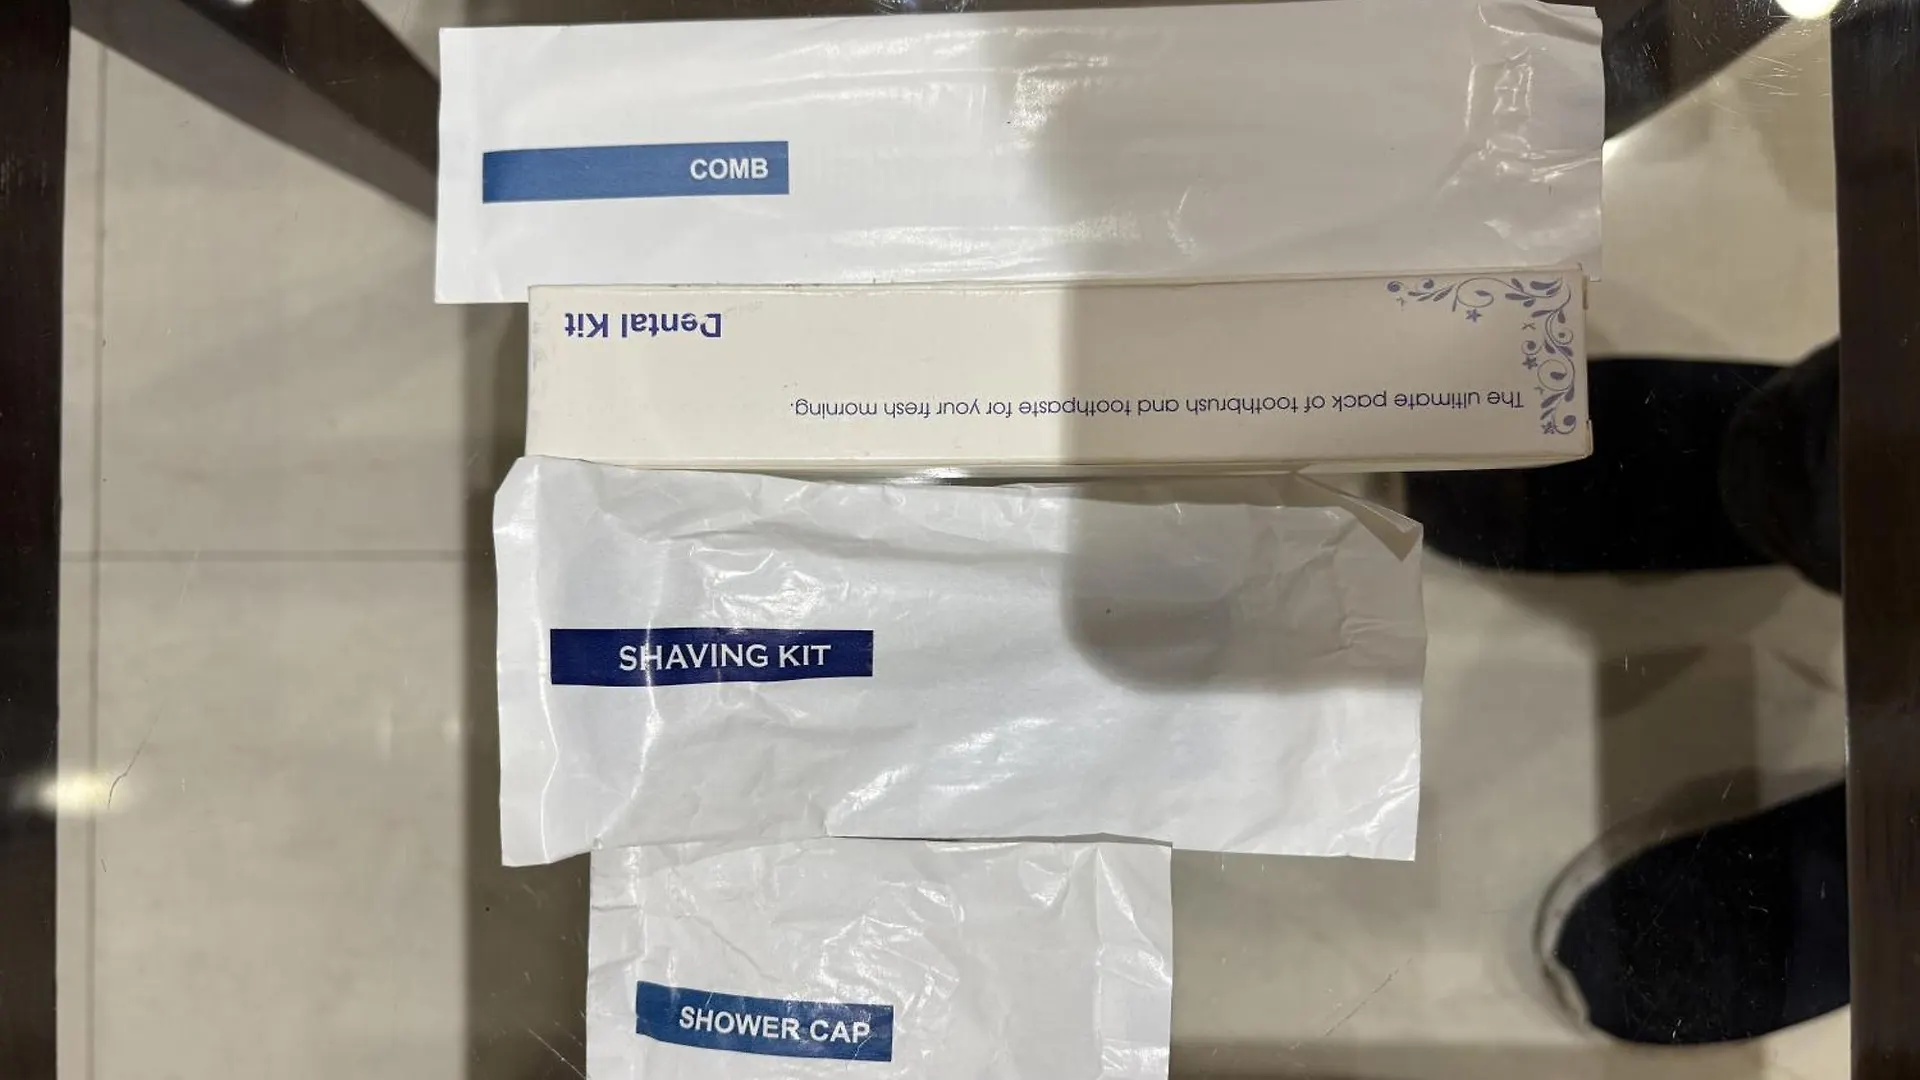 COMB
Dental Kit
The ultimate pack of toothbrush and toothpaste for your fresh morning.
SHAVING KIT
SHOWER CAP